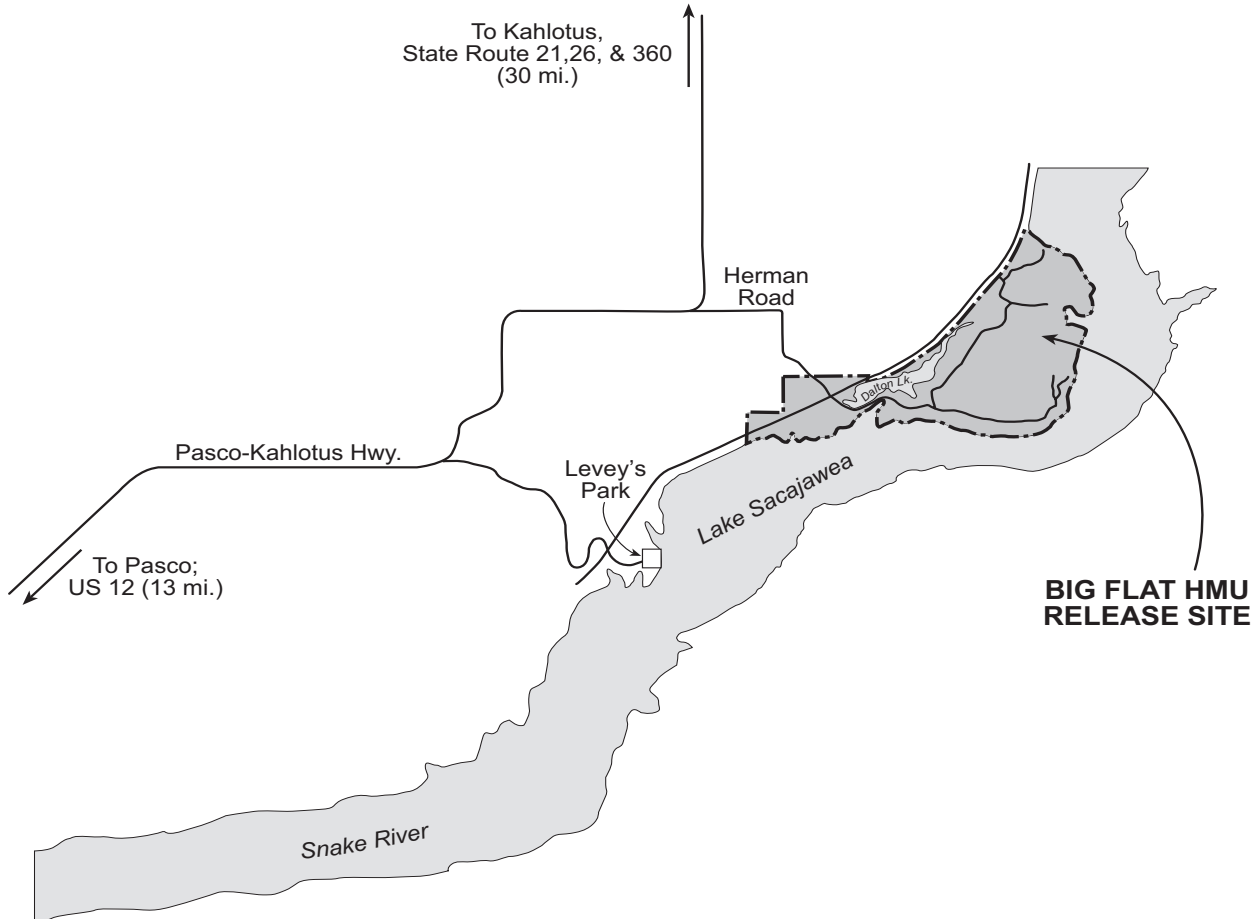 To Kahlotus,
State Route 21,26, & 360
(30 mi.)
Herman
Road
Dalton Lk.
Pasco-Kahlotus Hwy.
Levey’s
Park
Lake Sacajawea
To Pasco;
US 12 (13 mi.)
BIG FLAT HMU
RELEASE SITE
Snake River